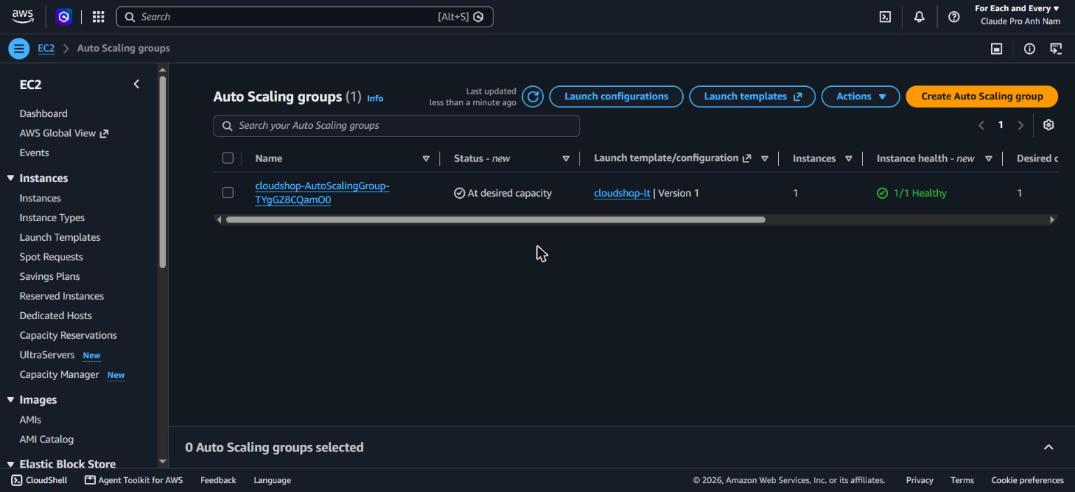 aws
Search
[Alt+S]
For Each and Every ▾
Claude Pro Anh Nam
EC2 > Auto Scaling groups
EC2
Dashboard
AWS Global View
Events
Instances
Instances
Instance Types
Launch Templates
Spot Requests
Savings Plans
Reserved Instances
Dedicated Hosts
Capacity Reservations
UltraServers New
Capacity Manager New
Images
AMIs
AMI Catalog
Elastic Block Store
Auto Scaling groups (1) Info
Last updated
less than a minute ago
Launch configurations
Launch templates
Actions
Create Auto Scaling group
Search your Auto Scaling groups
1
Name
Status - new
Launch template/configuration
Instances
Instance health - new
Desired c
cloudshop-AutoScalingGroup-
TYgGZ8CQamO0
At desired capacity
cloudshop-lt | Version 1
1
1/1 Healthy
1
0 Auto Scaling groups selected
CloudShell
Agent Toolkit for AWS
Feedback
Language
© 2026, Amazon Web Services, Inc. or its affiliates.
Privacy
Terms
Cookie preferences